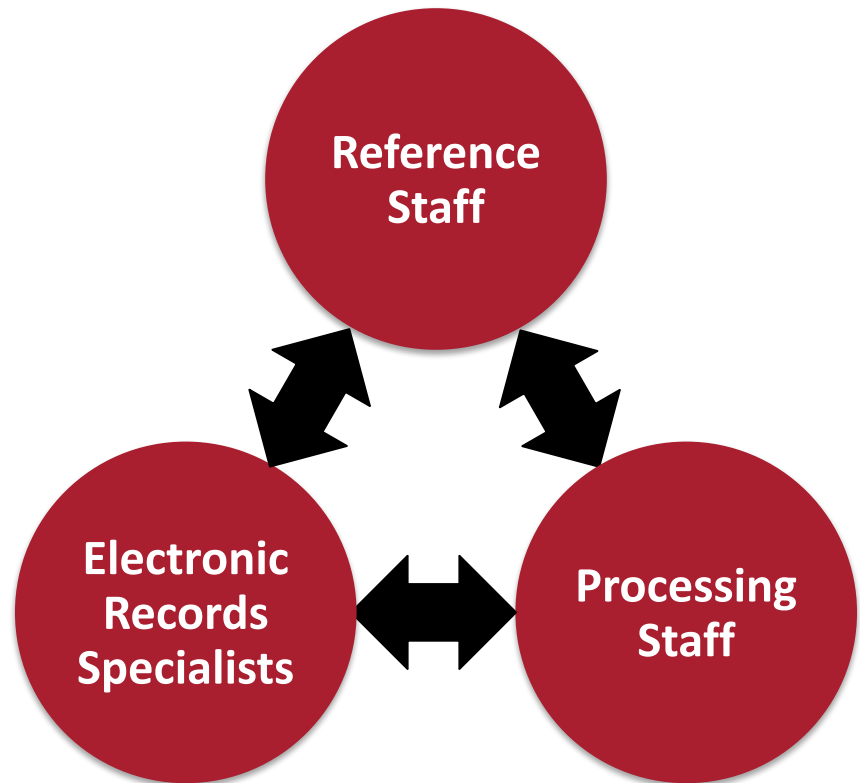 Reference
Staff
Electronic
Records
Specialists
Processing
Staff